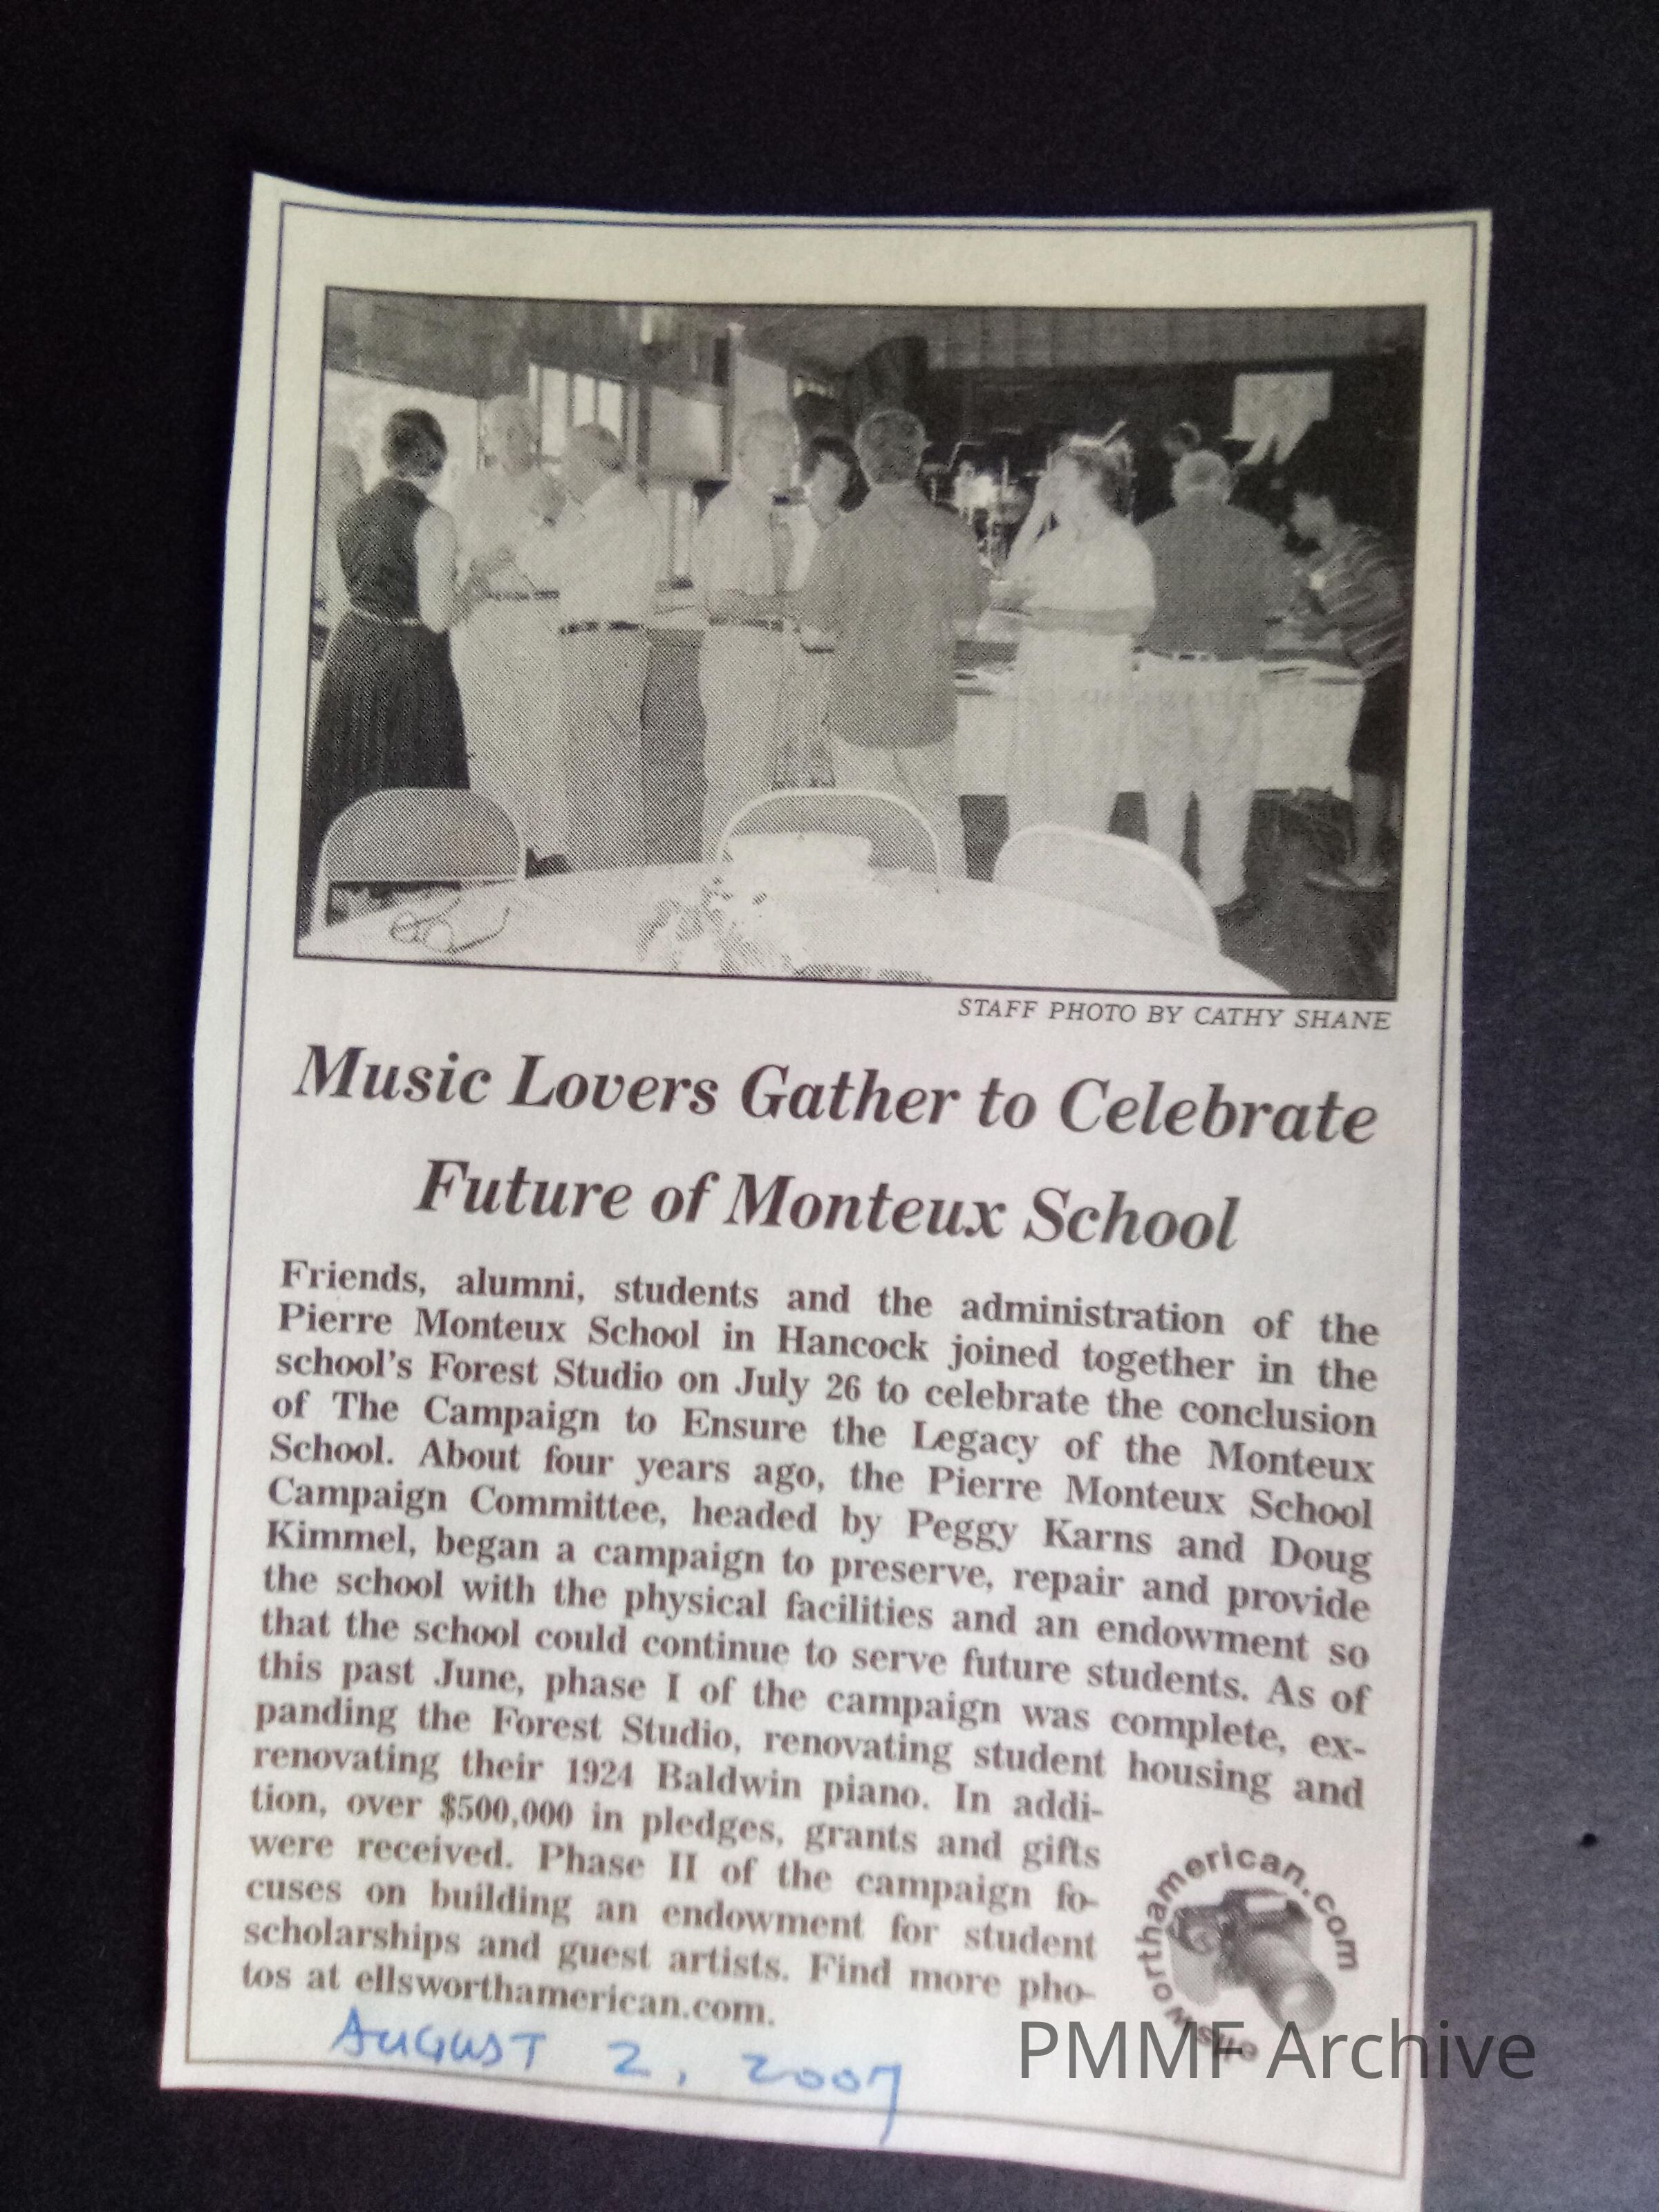 STAFF PHOTO BY CATHY SHANE
Music Lovers Gather to Celebrate
Future of Monteux School
Friends, alumni, students and the administration of the
Pierre Monteux School in Hancock joined together in the
school's Forest Studio on July 26 to celebrate the conclusion
of The Campaign to Ensure the Legacy of the Monteux
School. About four years ago, the Pierre Monteux School
Campaign Committee, headed by Peggy Karns and Doug
Kimmel, began a campaign to preserve, repair and provide
the school with the physical facilities and an endowment so
that the school could continue to serve future students. As of
this past June, phase I of the campaign was complete, ex-
panding the Forest Studio, renovating student housing and
renovating their 1924 Baldwin piano. In addi-
tion, over $500,000 in pledges, grants and gifts
were received. Phase II of the campaign fo-
cuses on building an endowment for student
scholarships and guest artists. Find more pho-
tos at ellsworthamerican.com.
ellsworthamerican.com
AUGUST 2, 2007
PMMF Archive